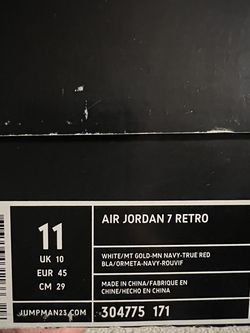 11
UK 10
EUR 45
CM 29
JUMPMAN23.COM
AIR JORDAN 7 RETRO
WHITE/MT GOLD-MN NAVY-TRUE RED
BLA/ORMETA-NAVY-ROUVIF
MADE IN CHINA/FABRIQUE EN
CHINE/HECHO EN CHINA
304775 171